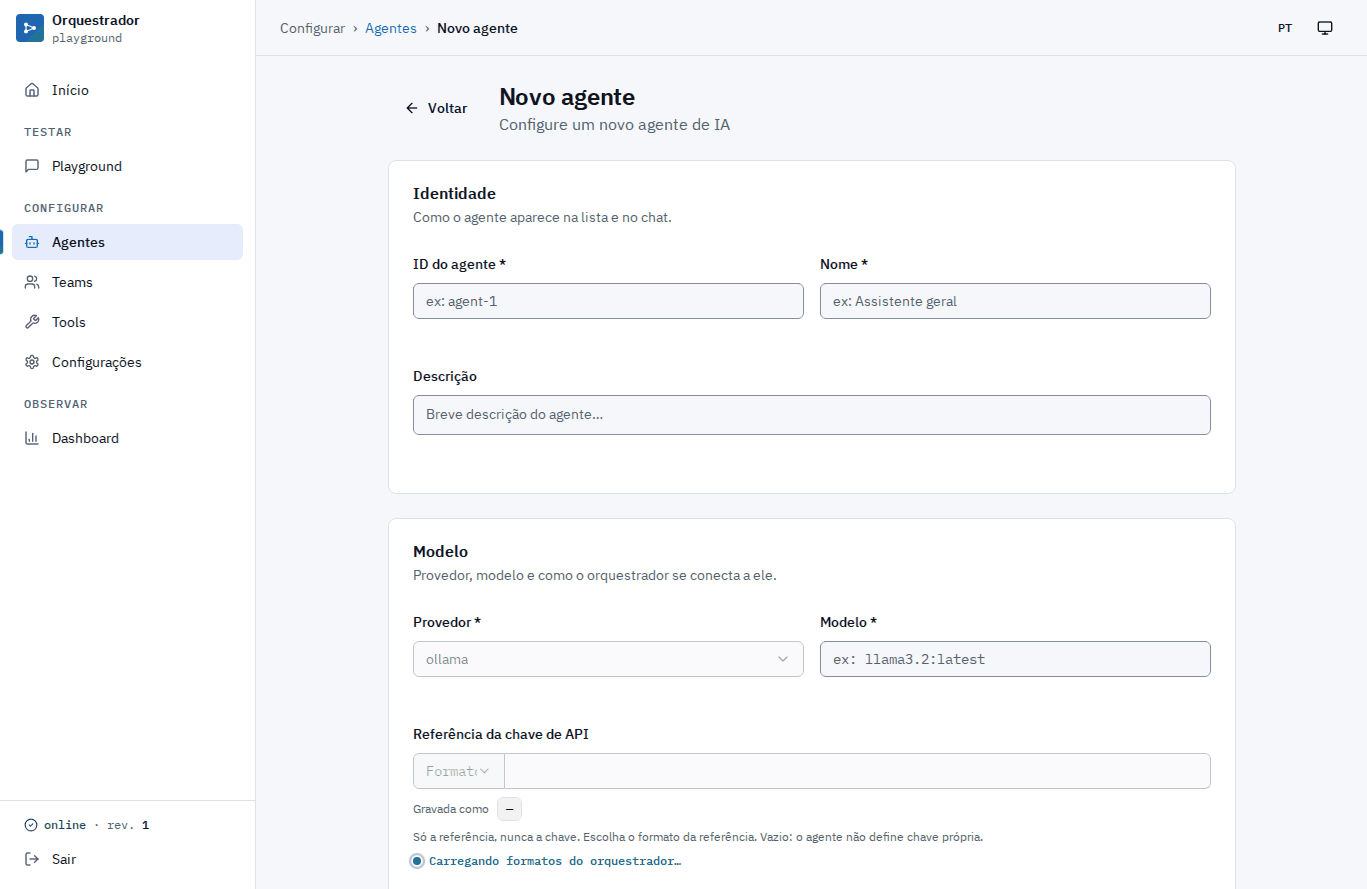 Orquestrador
playground
Início
TESTAR
Playground
CONFIGURAR
Agentes
Teams
Tools
Configurações
OBSERVAR
Dashboard
online · rev. 1
Sair
Configurar › Agentes › Novo agente
PT
Voltar
Novo agente
Configure um novo agente de IA
Identidade
Como o agente aparece na lista e no chat.
ID do agente * Nome *
ex: agent-1 ex: Assistente geral
Descrição
Breve descrição do agente...
Modelo
Provedor, modelo e como o orquestrador se conecta a ele.
Provedor * Modelo *
ollama ex: llama3.2:latest
Referência da chave de API
Format
Gravada como —
Só a referência, nunca a chave. Escolha o formato da referência. Vazio: o agente não define chave própria.
Carregando formatos do orquestrador…